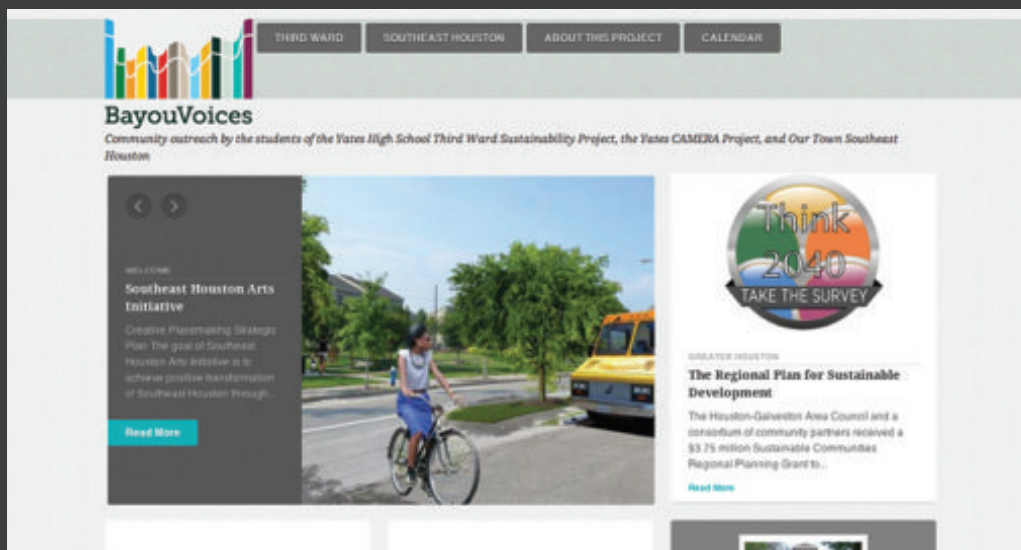 THIRD WARD
SOUTHEAST HOUSTON
ABOUT THIS PROJECT
CALENDAR
BayouVoices
Community outreach by the students of the Yates High School Third Ward Sustainability Project, the Yates CAMERA Project, and Our Town Southeast
Houston
WELCOME
Southeast Houston Arts
Initiative
Creative Placemaking Strategic
Plan The goal of Southeast
Houston Arts Initiative is to
achieve positive transformation
of Southeast Houston through...
Read More
Think
2040
TAKE THE SURVEY
GREATER HOUSTON
The Regional Plan for Sustainable
Development
The Houston-Galveston Area Council and a
consortium of community partners received a
$3.75 million Sustainable Communities
Regional Planning Grant to...
Read More